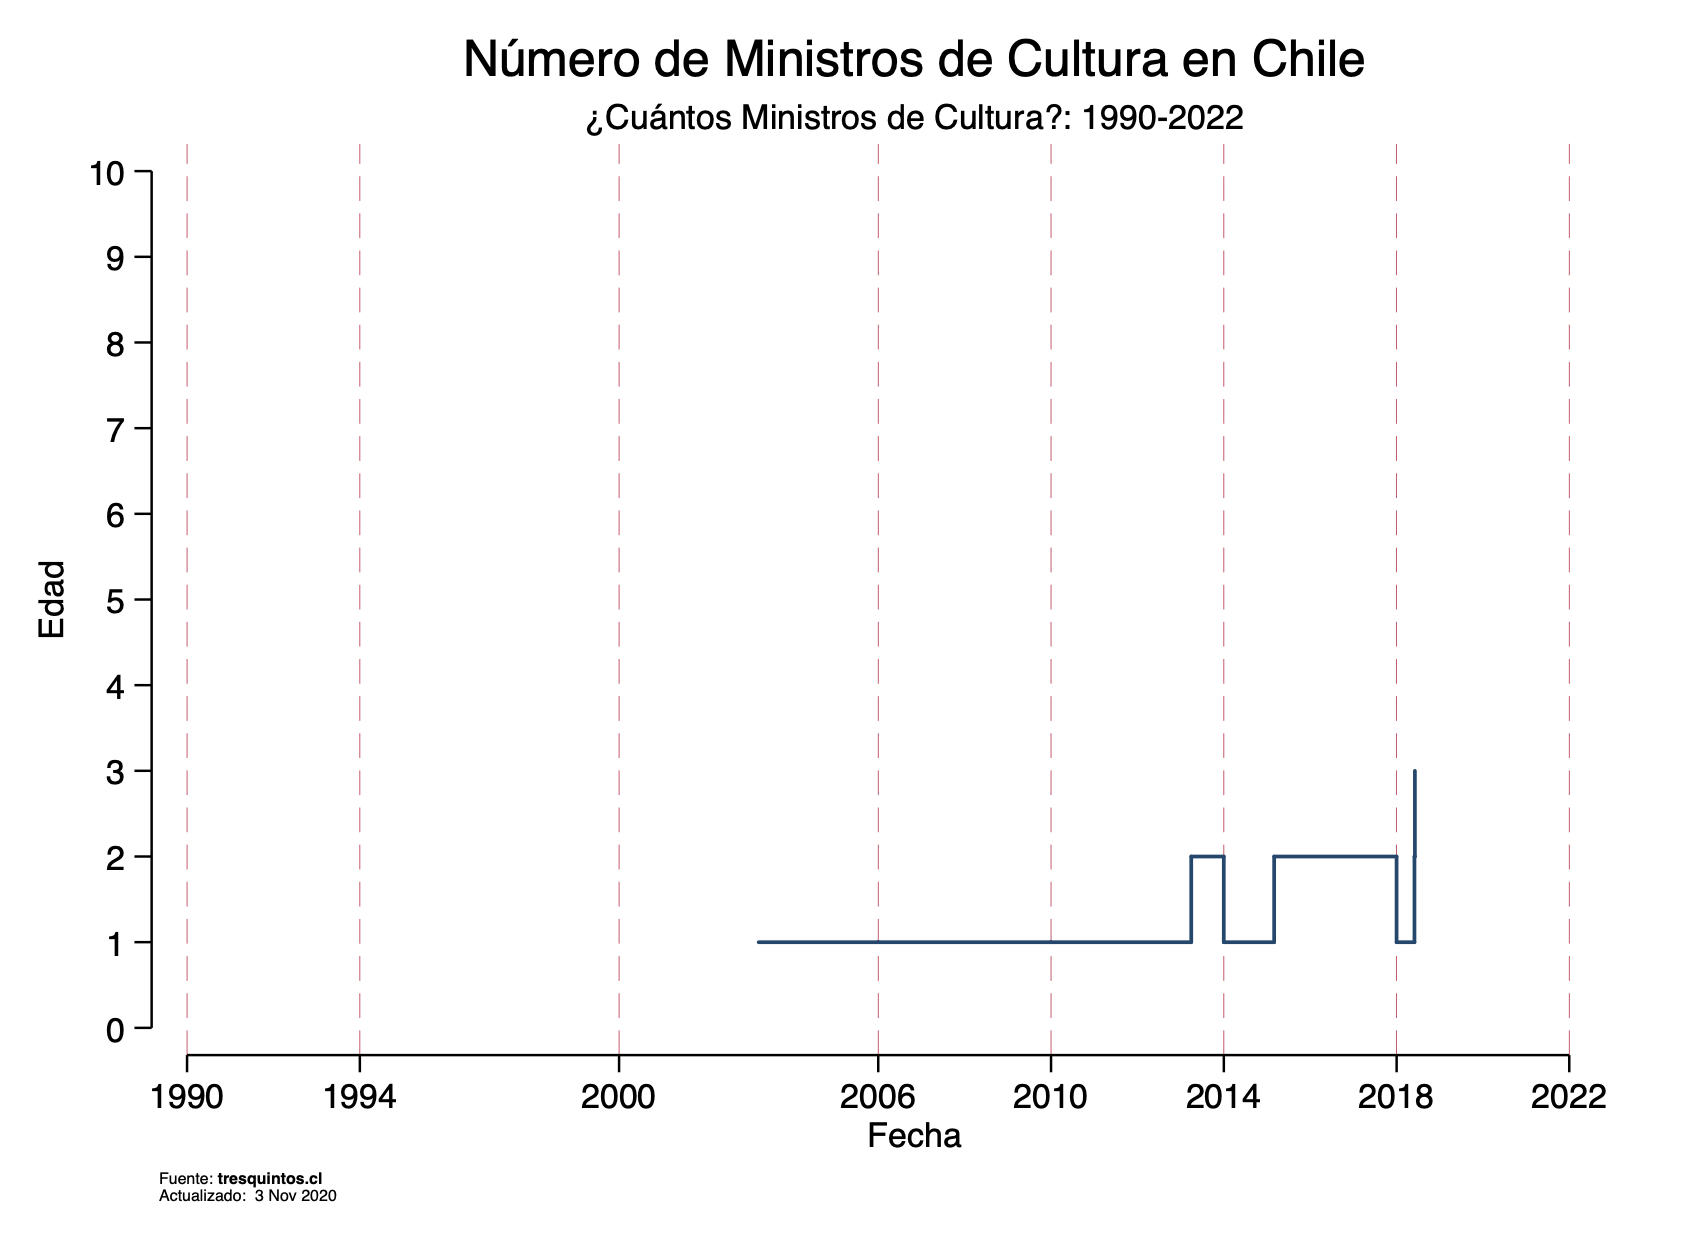 Número de Ministros de Cultura en Chile
¿Cuántos Ministros de Cultura?: 1990-2022
10
9
8
7
6
5
4
3
2
1
0
Edad
1990 1994 2000 2006 2010 2014 2018 2022
Fecha
Fuente: tresquintos.cl
Actualizado: 3 Nov 2020